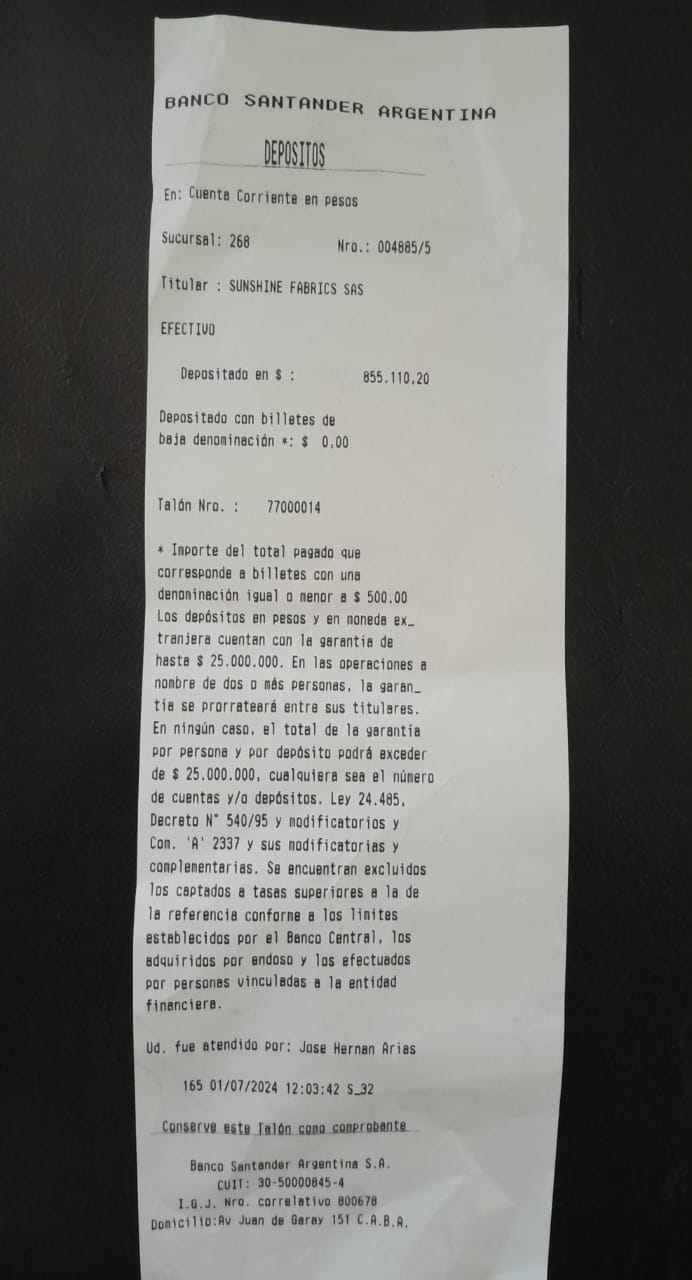 BANCO SANTANDER ARGENTINA
DEPOSITOS
En: Cuenta Corriente en pesos
Sucursal: 268 Nro.: 004885/5
Titular : SUNSHINE FABRICS SAS
EFECTIVO
Depositado en $ : 855.110,20
Depositado con billetes de
baja denominación *: $ 0,00
Talón Nro. : 77000014
* Importe del total pagado que
corresponde a billetes con una
denominación igual o menor a $ 500.00
Los depósitos en pesos y en moneda ex_
tranjera cuentan con la garantía de
hasta $ 25.000.000. En las operaciones a
nombre de dos o más personas, la garan_
tía se prorrateará entre sus titulares.
En ningún caso, el total de la garantía
por persona y por depósito podrá exceder
de $ 25.000.000, cualquiera sea el número
de cuentas y/o depósitos. Ley 24.485,
Decreto N° 540/95 y modificatorios y
Com. 'A' 2337 y sus modificatorias y
complementarias. Se encuentran excluidos
los captados a tasas superiores a la de
la referencia conforme a los límites
establecidos por el Banco Central, los
adquiridos por endoso y los efectuados
por personas vinculadas a la entidad
financiera.
Ud. fue atendido por: Jose Hernan Arias
165 01/07/2024 12:03:42 S_32
Conserve este Talón como comprobante
Banco Santander Argentina S.A.
CUIT: 30-50000845-4
I.G.J. Nro. correlativo 800678
Domicilio:Av Juan de Garay 151 C.A.B.A.